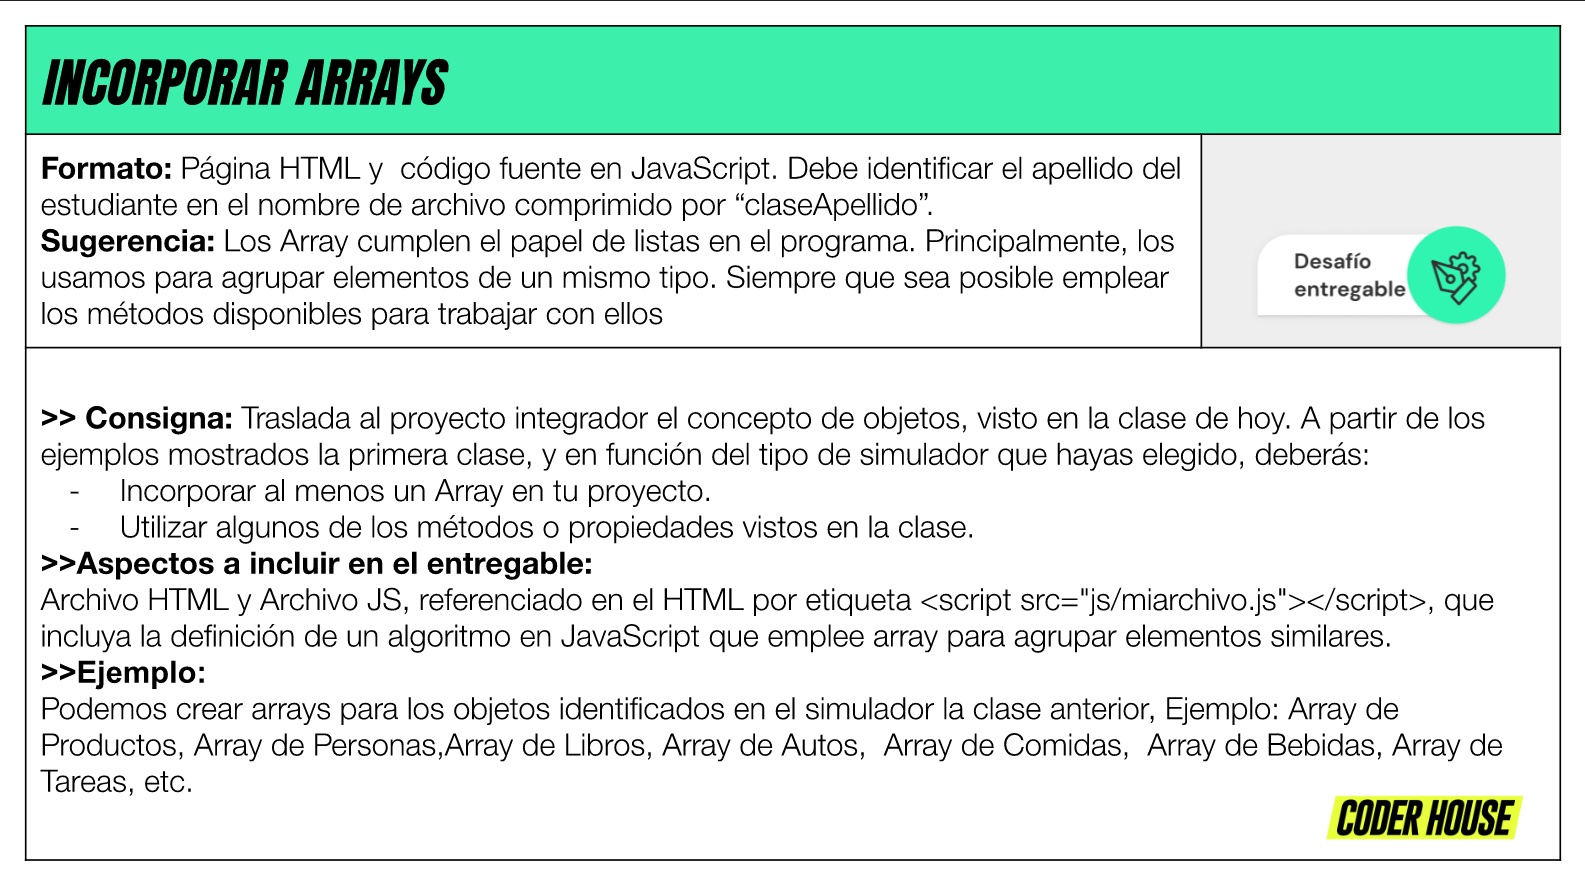 INCORPORAR ARRAYS
Formato: Página HTML y  código fuente en JavaScript. Debe identificar el apellido del
estudiante en el nombre de archivo comprimido por “claseApellido”.
Sugerencia: Los Array cumplen el papel de listas en el programa. Principalmente, los
usamos para agrupar elementos de un mismo tipo. Siempre que sea posible emplear
los métodos disponibles para trabajar con ellos
Desafío
entregable
>> Consigna: Traslada al proyecto integrador el concepto de objetos, visto en la clase de hoy. A partir de los
ejemplos mostrados la primera clase, y en función del tipo de simulador que hayas elegido, deberás:
- Incorporar al menos un Array en tu proyecto.
- Utilizar algunos de los métodos o propiedades vistos en la clase.
>>Aspectos a incluir en el entregable:
Archivo HTML y Archivo JS, referenciado en el HTML por etiqueta <script src="js/miarchivo.js"></script>, que
incluya la definición de un algoritmo en JavaScript que emplee array para agrupar elementos similares.
>>Ejemplo:
Podemos crear arrays para los objetos identificados en el simulador la clase anterior, Ejemplo: Array de
Productos, Array de Personas,Array de Libros, Array de Autos,  Array de Comidas,  Array de Bebidas, Array de
Tareas, etc.
CODER HOUSE